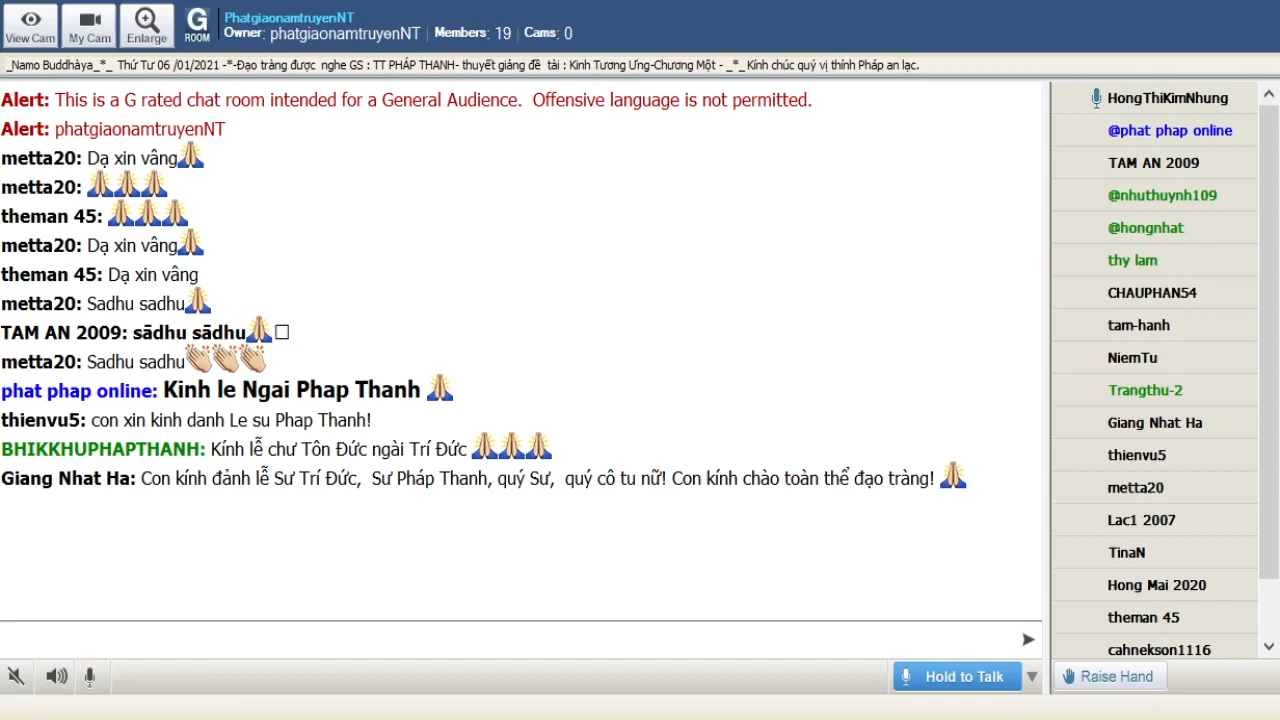 View Cam
My Cam
Enlarge
G
ROOM
PhatgiaonamtruyenNT
Owner: phatgiaonamtruyenNT | Members: 19 | Cams: 0
_Namo Buddhàya_*_ Thứ Tư 06 /01/2021 -*-Đạo tràng được nghe GS : TT PHÁP THANH- thuyết giảng đề tài : Kinh Tương Ưng-Chương Một - _*_Kính chúc quý vị thính Pháp an lạc.
Alert: This is a G rated chat room intended for a General Audience. Offensive language is not permitted.
Alert: phatgiaonamtruyenNT
metta20: Dạ xin vâng🙏
metta20: 🙏🙏🙏
theman 45: 🙏🙏🙏
metta20: Dạ xin vâng🙏
theman 45: Dạ xin vâng
metta20: Sadhu sadhu🙏
TAM AN 2009: sādhu sādhu🙏□
metta20: Sadhu sadhu👏👏👏
phat phap online: Kinh le Ngai Phap Thanh 🙏
thienvu5: con xin kinh danh Le su Phap Thanh!
BHIKKHUPHAPTHANH: Kính lễ chư Tôn Đức ngài Trí Đức 🙏🙏🙏
Giang Nhat Ha: Con kính đảnh lễ Sư Trí Đức, Sư Pháp Thanh, quý Sư, quý cô tu nữ! Con kính chào toàn thể đạo tràng! 🙏
HongThiKimNhung
@phat phap online
TAM AN 2009
@nhuthuynh109
@hongnhat
thy lam
CHAUPHAN54
tam-hanh
NiemTu
Trangthu-2
Giang Nhat Ha
thienvu5
metta20
Lac1 2007
TinaN
Hong Mai 2020
theman 45
cahnekson1116
Hold to Talk
Raise Hand